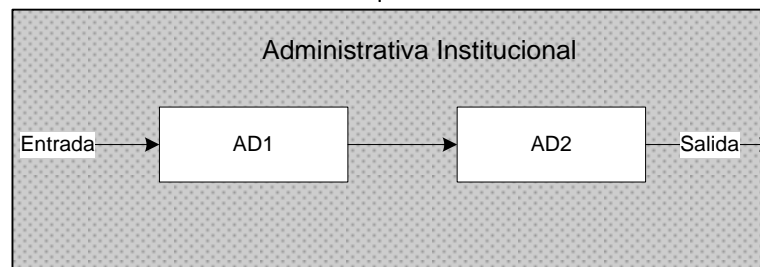 Administrativa Institucional
Entrada
AD1
AD2
Salida